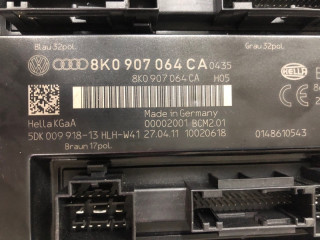 Blau 32pol.
Grau 32pol.
8K0 907 064 CA 0435
8K0 907 064 CA H05
HELLA
Made in Germany
Hella KGaA 00002001 BCM2.01
5DK 009 918-13 HLH-W41 27.04.11 10020618 0148610543
Braun 17pol.